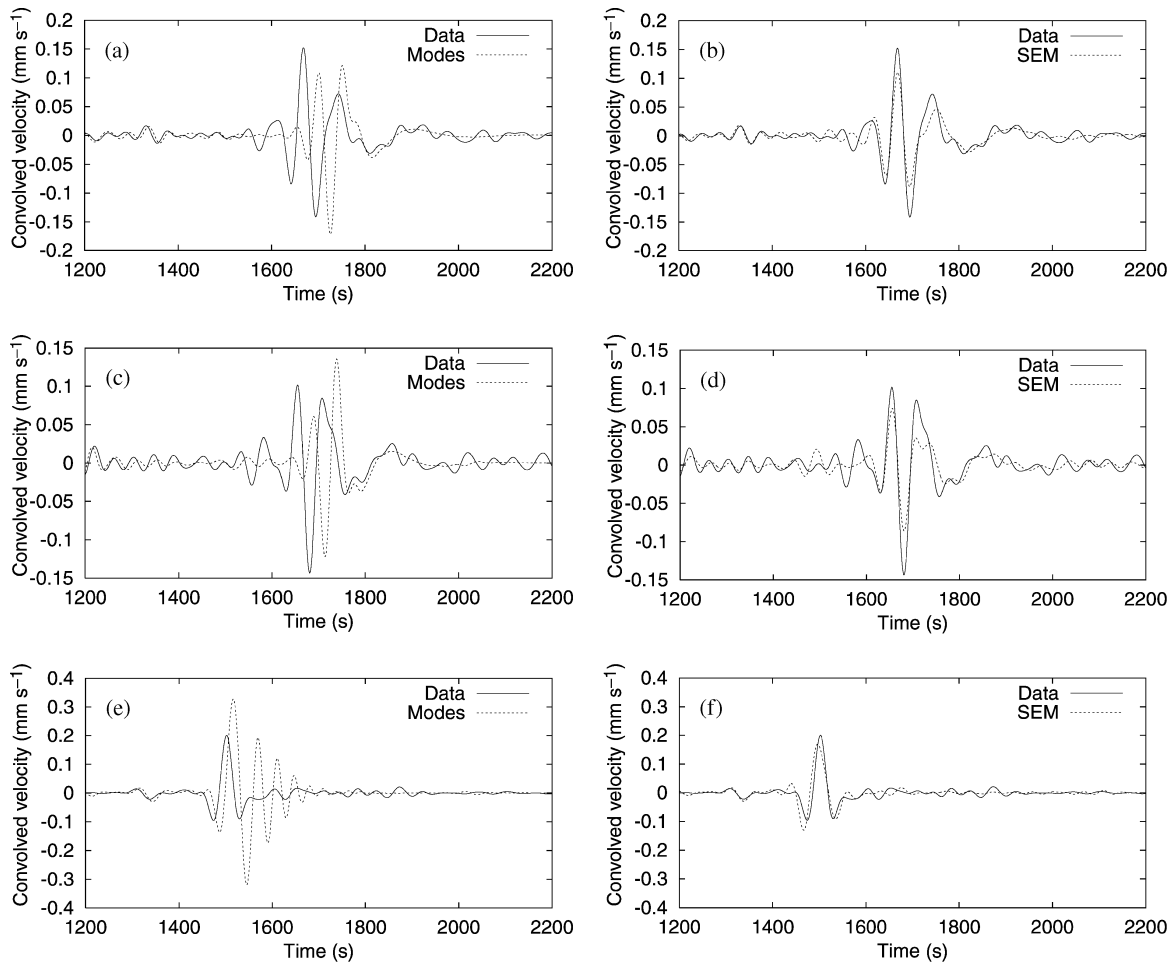 (a)
Data
Modes
Convolved velocity (mm s−1)
0.2
0.15
0.1
0.05
0
-0.05
-0.1
-0.15
-0.2
1200 1400 1600 1800 2000 2200
Time (s)
(b)
Data
SEM
Convolved velocity (mm s−1)
0.2
0.15
0.1
0.05
0
-0.05
-0.1
-0.15
-0.2
1200 1400 1600 1800 2000 2200
Time (s)
(c)
Data
Modes
Convolved velocity (mm s−1)
0.15
0.1
0.05
0
-0.05
-0.1
-0.15
1200 1400 1600 1800 2000 2200
Time (s)
(d)
Data
SEM
Convolved velocity (mm s−1)
0.15
0.1
0.05
0
-0.05
-0.1
-0.15
1200 1400 1600 1800 2000 2200
Time (s)
(e)
Data
Modes
Convolved velocity (mm s−1)
0.4
0.3
0.2
0.1
0
-0.1
-0.2
-0.3
-0.4
1200 1400 1600 1800 2000 2200
Time (s)
(f)
Data
SEM
Convolved velocity (mm s−1)
0.4
0.3
0.2
0.1
0
-0.1
-0.2
-0.3
-0.4
1200 1400 1600 1800 2000 2200
Time (s)